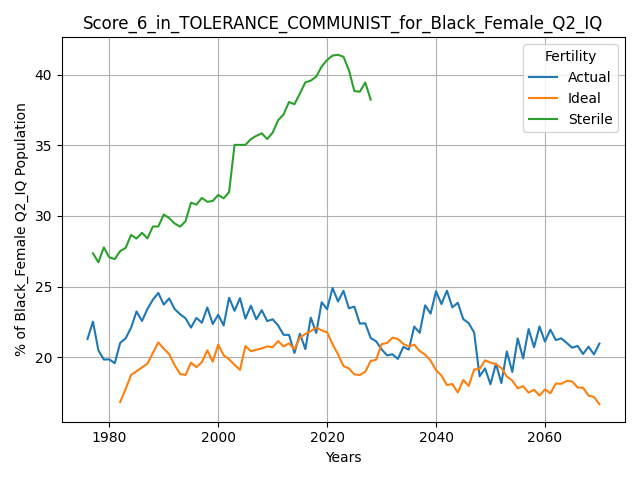 Score_6_in_TOLERANCE_COMMUNIST_for_Black_Female_Q2_IQ
% of Black_Female Q2_IQ Population
40
35
30
25
20
Fertility
Actual
Ideal
Sterile
1980 2000 2020 2040 2060
Years